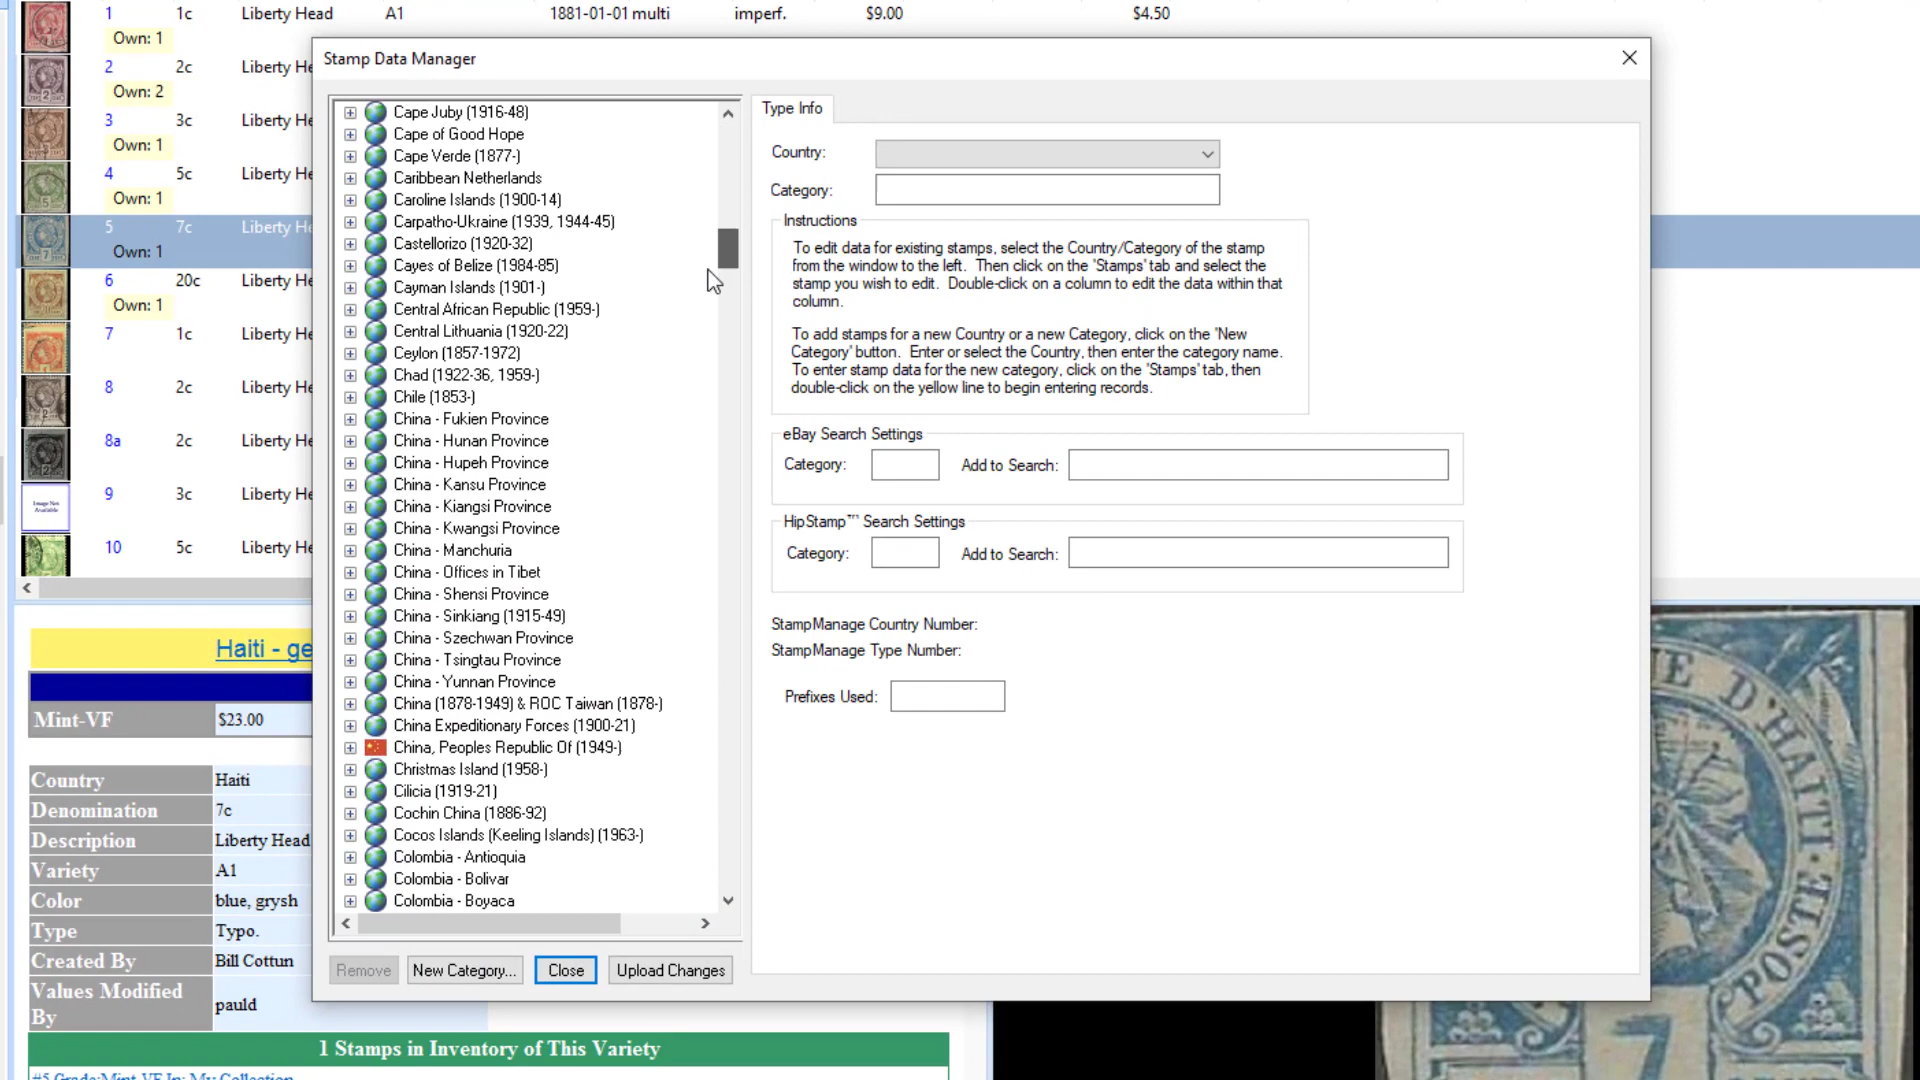 1 1c Liberty Head A1 1881-01-01 multi imperf. $9.00 $4.50
Own: 1
2 2c Liberty He
Own: 2
3 3c Liberty He
Own: 1
4 5c Liberty He
Own: 1
5 7c Liberty He
Own: 1
6 20c Liberty He
Own: 1
7 1c Liberty He
8 2c Liberty He
8a 2c Liberty He
Image Not
Available
9 3c Liberty He
10 5c Liberty He
Haiti - ge
Mint-VF $23.00
Country Haiti
Denomination 7c
Description Liberty Head
Variety A1
Color blue, grysh
Type Typo.
Created By Bill Cottun
Values Modified
By pauld
1 Stamps in Inventory of This Variety
#5 Grade:Mint-VF In: My Collection
Stamp Data Manager
Cape Juby (1916-48)
Cape of Good Hope
Cape Verde (1877-)
Caribbean Netherlands
Caroline Islands (1900-14)
Carpatho-Ukraine (1939, 1944-45)
Castellorizo (1920-32)
Cayes of Belize (1984-85)
Cayman Islands (1901-)
Central African Republic (1959-)
Central Lithuania (1920-22)
Ceylon (1857-1972)
Chad (1922-36, 1959-)
Chile (1853-)
China - Fukien Province
China - Hunan Province
China - Hupeh Province
China - Kansu Province
China - Kiangsi Province
China - Kwangsi Province
China - Manchuria
China - Offices in Tibet
China - Shensi Province
China - Sinkiang (1915-49)
China - Szechwan Province
China - Tsingtau Province
China - Yunnan Province
China (1878-1949) & ROC Taiwan (1878-)
China Expeditionary Forces (1900-21)
China, Peoples Republic Of (1949-)
Christmas Island (1958-)
Cilicia (1919-21)
Cochin China (1886-92)
Cocos Islands (Keeling Islands) (1963-)
Colombia - Antioquia
Colombia - Bolivar
Colombia - Boyaca
Remove New Category... Close Upload Changes
Type Info
Country:
Category:
Instructions
To edit data for existing stamps, select the Country/Category of the stamp
from the window to the left. Then click on the 'Stamps' tab and select the
stamp you wish to edit. Double-click on a column to edit the data within that
column.
To add stamps for a new Country or a new Category, click on the 'New
Category' button. Enter or select the Country, then enter the category name.
To enter stamp data for the new category, click on the 'Stamps' tab, then
double-click on the yellow line to begin entering records.
eBay Search Settings
Category: Add to Search:
HipStamp™ Search Settings
Category: Add to Search:
StampManage Country Number:
StampManage Type Number:
Prefixes Used:
E D'HAITI·
POSTE
7